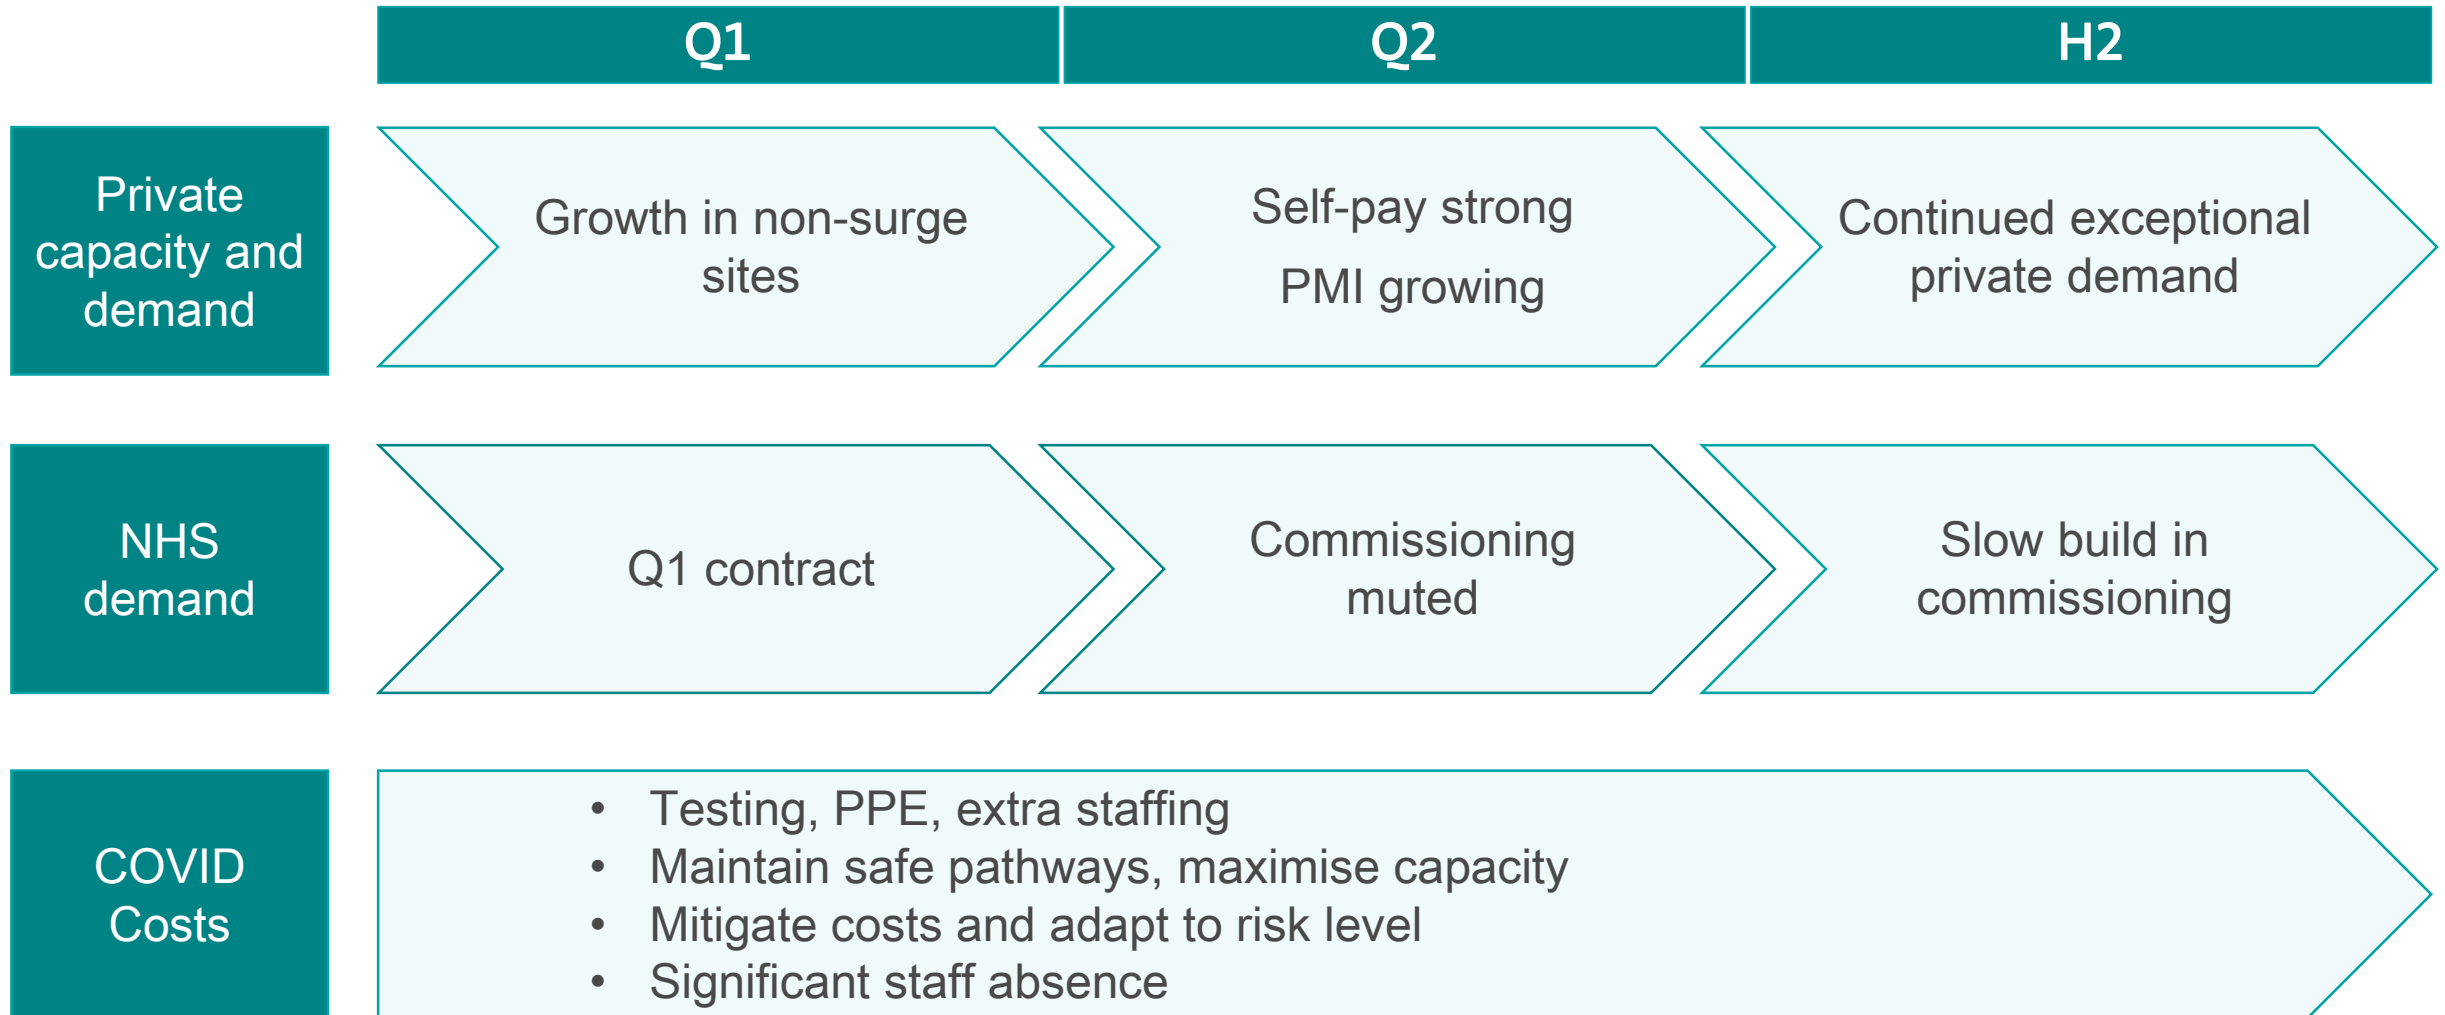 Q1
Q2
H2
Private
capacity and
demand
Growth in non-surge
sites
Self-pay strong
PMI growing
Continued exceptional
private demand
NHS
demand
Q1 contract
Commissioning
muted
Slow build in
commissioning
COVID
Costs
• Testing, PPE, extra staffing
• Maintain safe pathways, maximise capacity
• Mitigate costs and adapt to risk level
• Significant staff absence